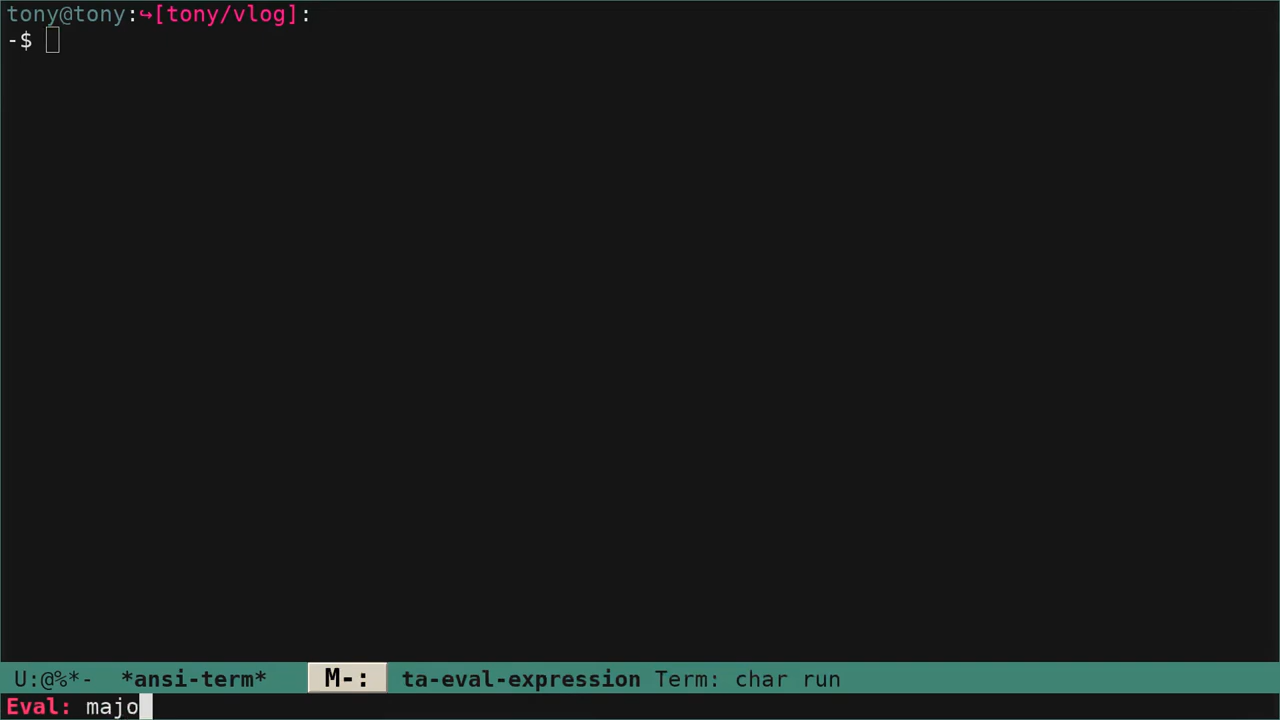 tony@tony:↪[tony/vlog]:
-$
U:@%*- *ansi-term* M-: ta-eval-expression Term: char run
Eval: majo